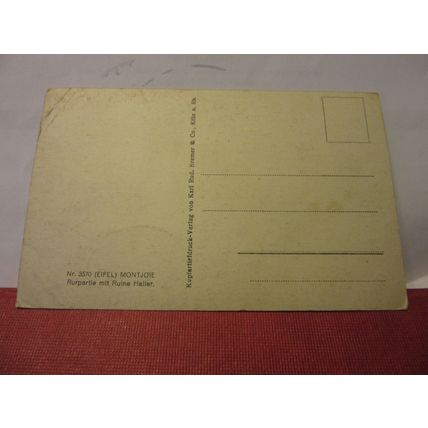 Nr. 3570 (EIFEL) MONTJOIE
Rurpartie mit Ruine Haller.
Kupfertiefdruck-Verlag von Karl Rud. Bremer & Co., Köln a. Rh.